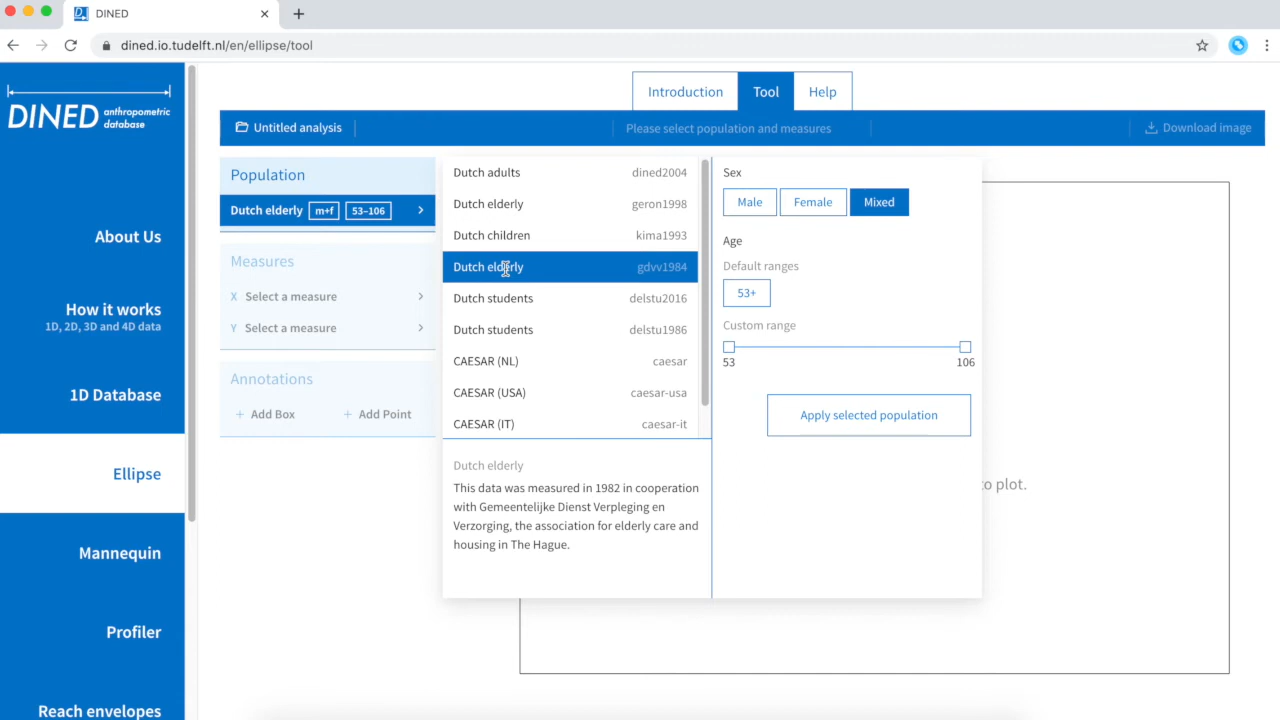 DINED
dined.io.tudelft.nl/en/ellipse/tool
DINED anthropometric database
About Us
How it works
1D, 2D, 3D and 4D data
1D Database
Ellipse
Mannequin
Profiler
Reach envelopes
Introduction
Tool
Help
Untitled analysis
Please select population and measures
Download image
Population
Dutch elderly m+f 53–106
Measures
X Select a measure
Y Select a measure
Annotations
+ Add Box + Add Point
Dutch adults dined2004
Dutch elderly geron1998
Dutch children kima1993
Dutch elderly gdvv1984
Dutch students delstu2016
Dutch students delstu1986
CAESAR (NL) caesar
CAESAR (USA) caesar-usa
CAESAR (IT) caesar-it
Dutch elderly
This data was measured in 1982 in cooperation
with Gemeentelijke Dienst Verpleging en
Verzorging, the association for elderly care and
housing in The Hague.
Sex
Male Female Mixed
Age
Default ranges
53+
Custom range
53 106
Apply selected population
to plot.